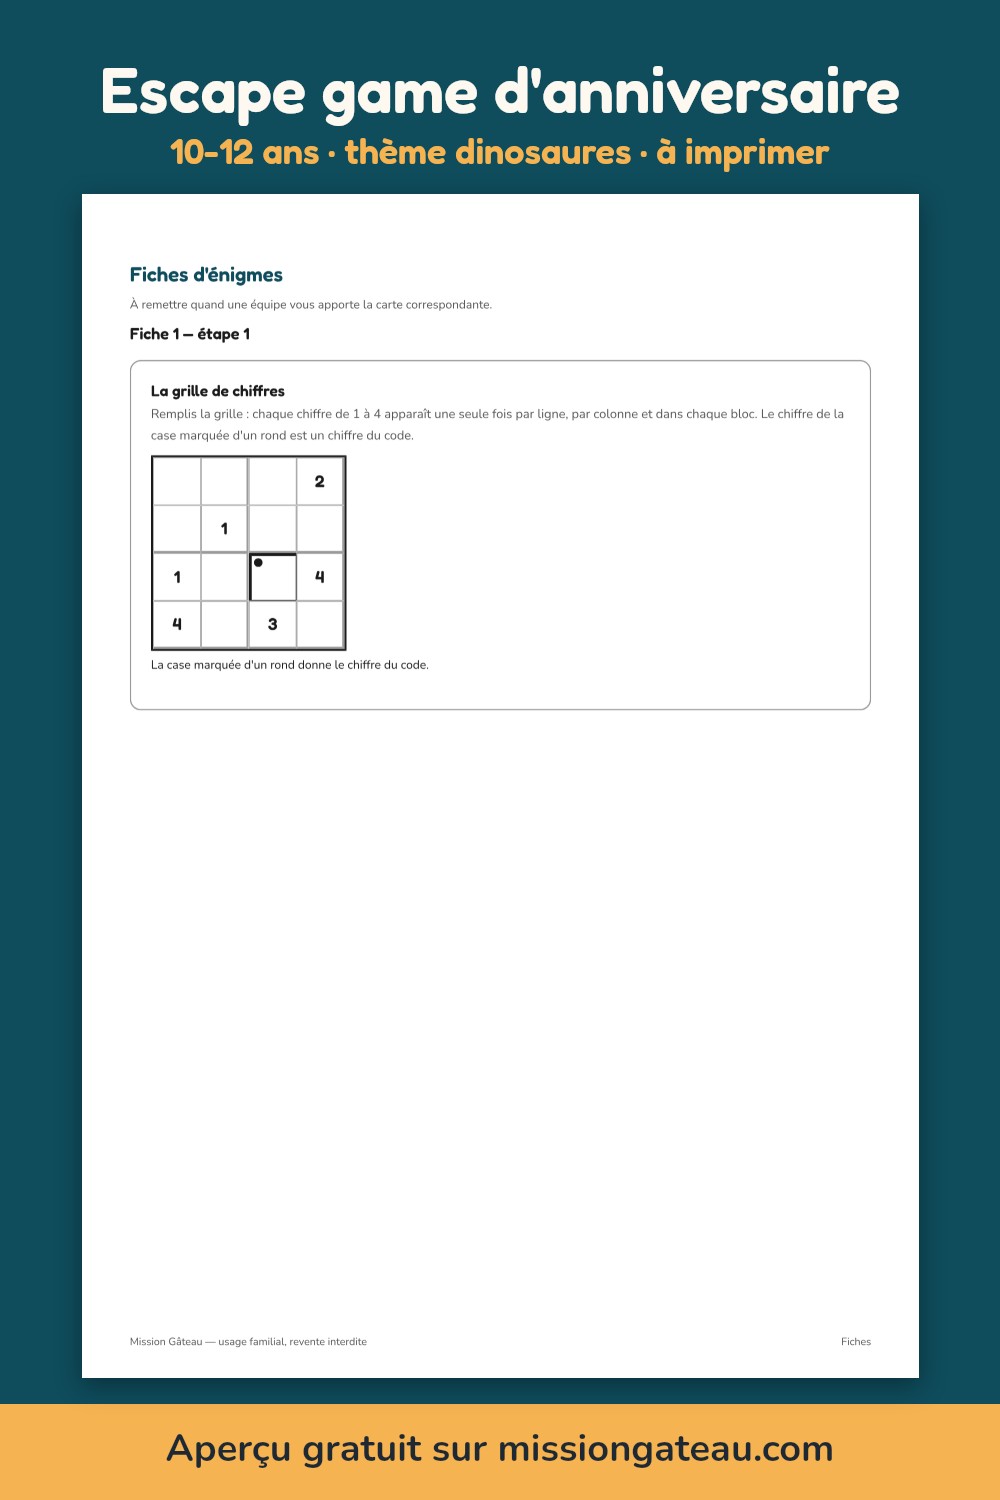 Escape game d'anniversaire
10-12 ans · thème dinosaures · à imprimer
Fiches d'énigmes
À remettre quand une équipe vous apporte la carte correspondante.
Fiche 1 – étape 1
La grille de chiffres
Remplis la grille : chaque chiffre de 1 à 4 apparaît une seule fois par ligne, par colonne et dans chaque bloc. Le chiffre de la
case marquée d'un rond est un chiffre du code.
2
1
1 4
4 3
La case marquée d'un rond donne le chiffre du code.
Mission Gâteau — usage familial, revente interdite
Fiches
Aperçu gratuit sur missiongateau.com